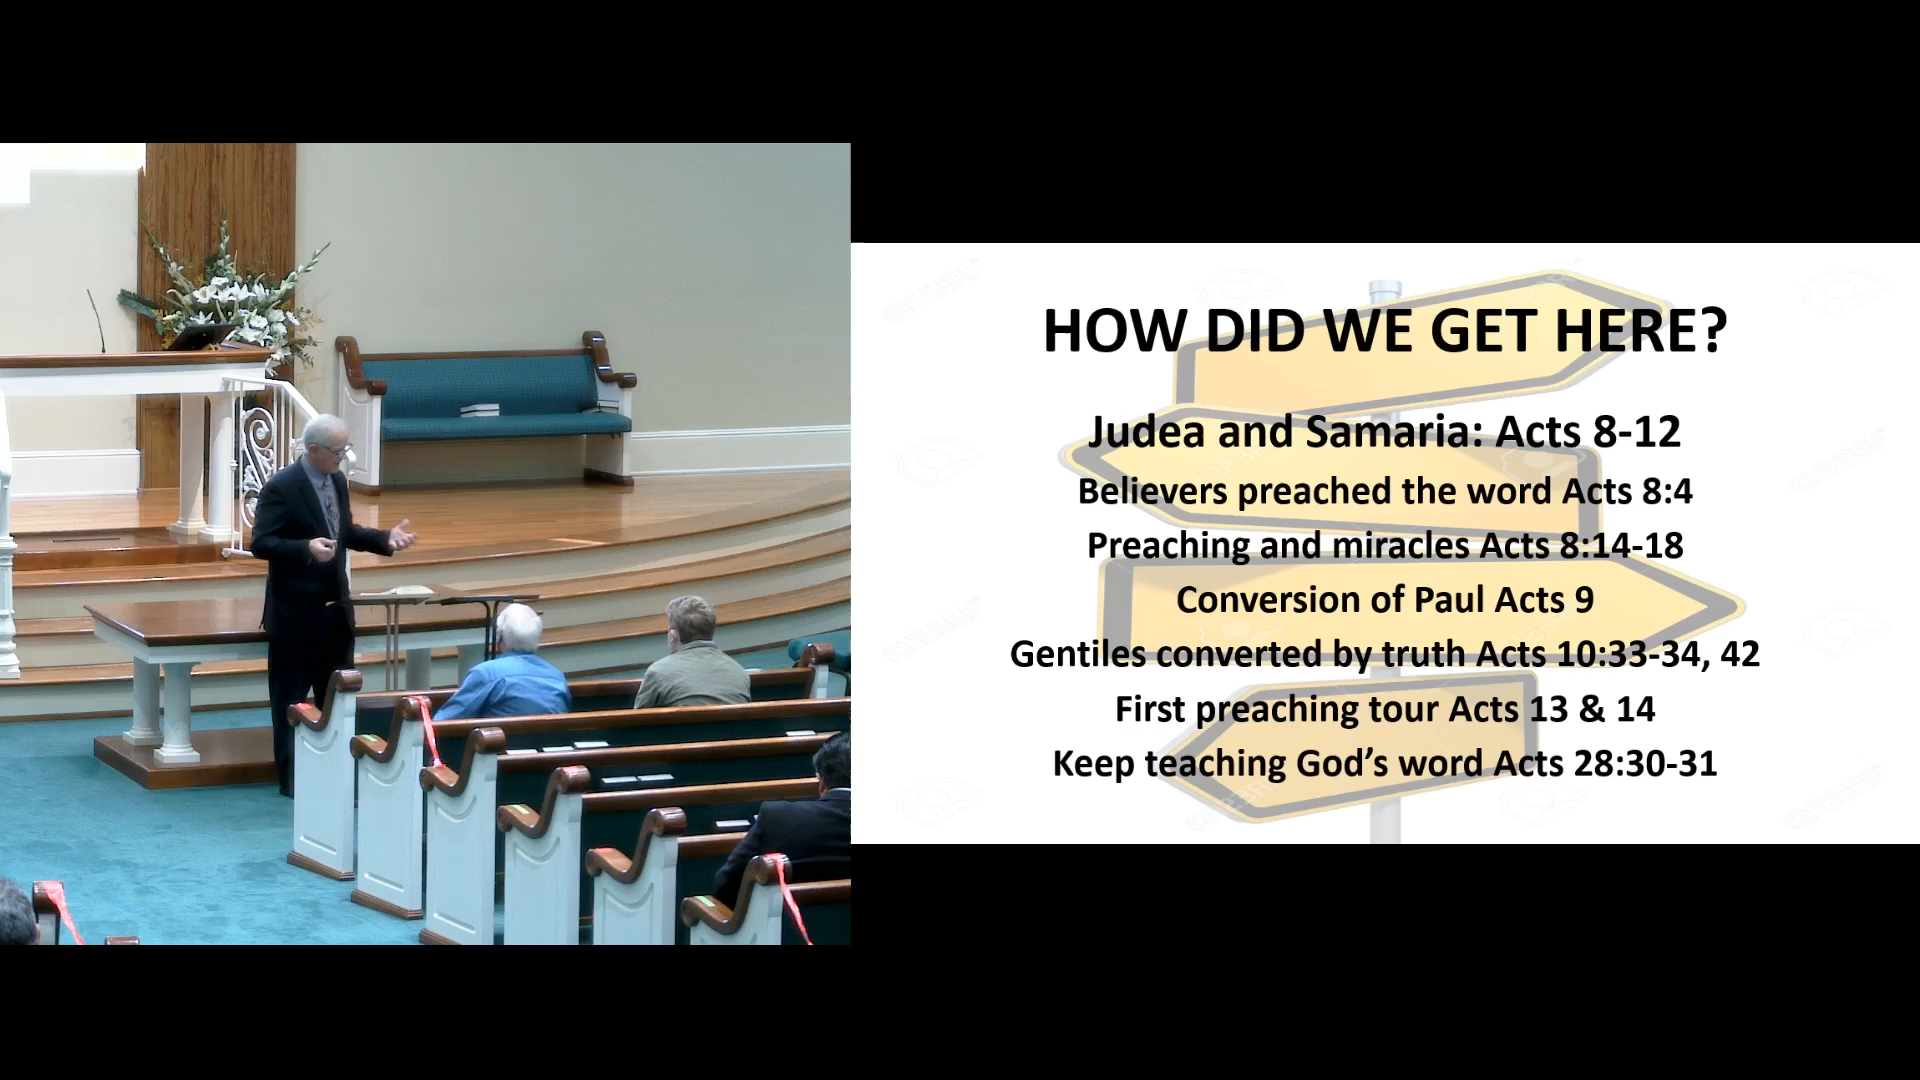 HOW DID WE GET HERE?
Judea and Samaria: Acts 8-12
Believers preached the word Acts 8:4
Preaching and miracles Acts 8:14-18
Conversion of Paul Acts 9
Gentiles converted by truth Acts 10:33-34, 42
First preaching tour Acts 13 & 14
Keep teaching God's word Acts 28:30-31